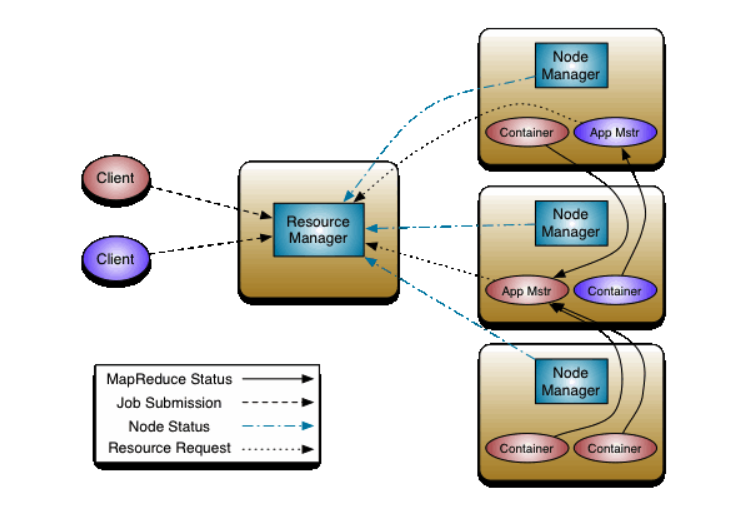 Node
Manager
Container
App Mstr
Client
Resource
Manager
Client
Node
Manager
App Mstr
Container
Node
Manager
Container
Container
MapReduce Status
Job Submission
Node Status
Resource Request